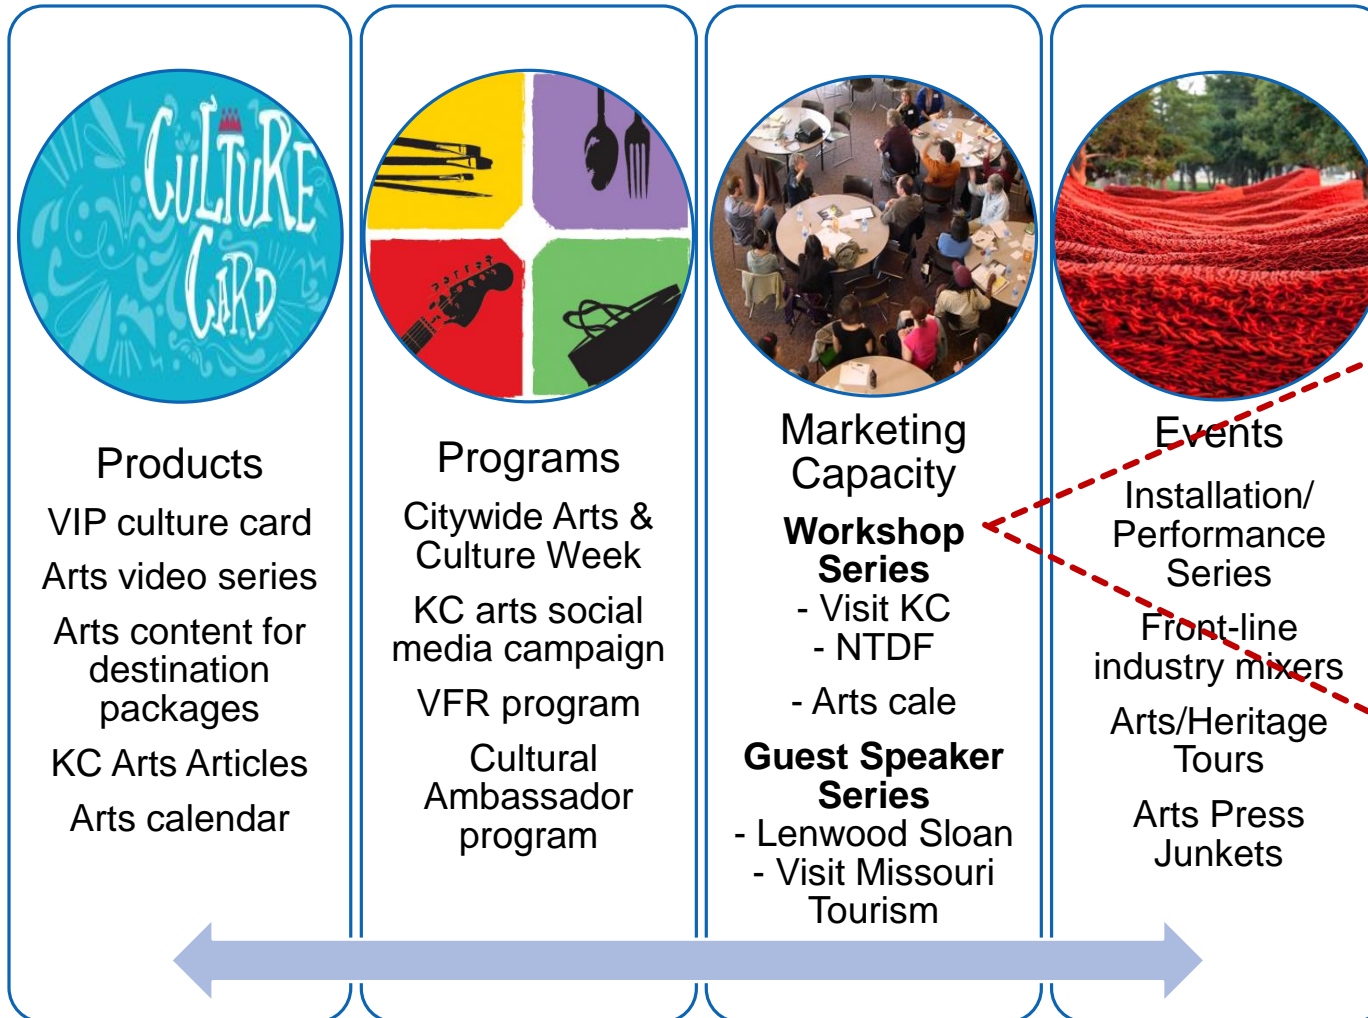 CULTURE
CARD
Products
VIP culture card
Arts video series
Arts content for
destination
packages
KC Arts Articles
Arts calendar
Programs
Citywide Arts &
Culture Week
KC arts social
media campaign
VFR program
Cultural
Ambassador
program
Marketing
Capacity
Workshop
Series
- Visit KC
- NTDF
- Arts cale
Guest Speaker
Series
- Lenwood Sloan
- Visit Missouri
Tourism
Events
Installation/
Performance
Series
Front-line
industry mixers
Arts/Heritage
Tours
Arts Press
Junkets